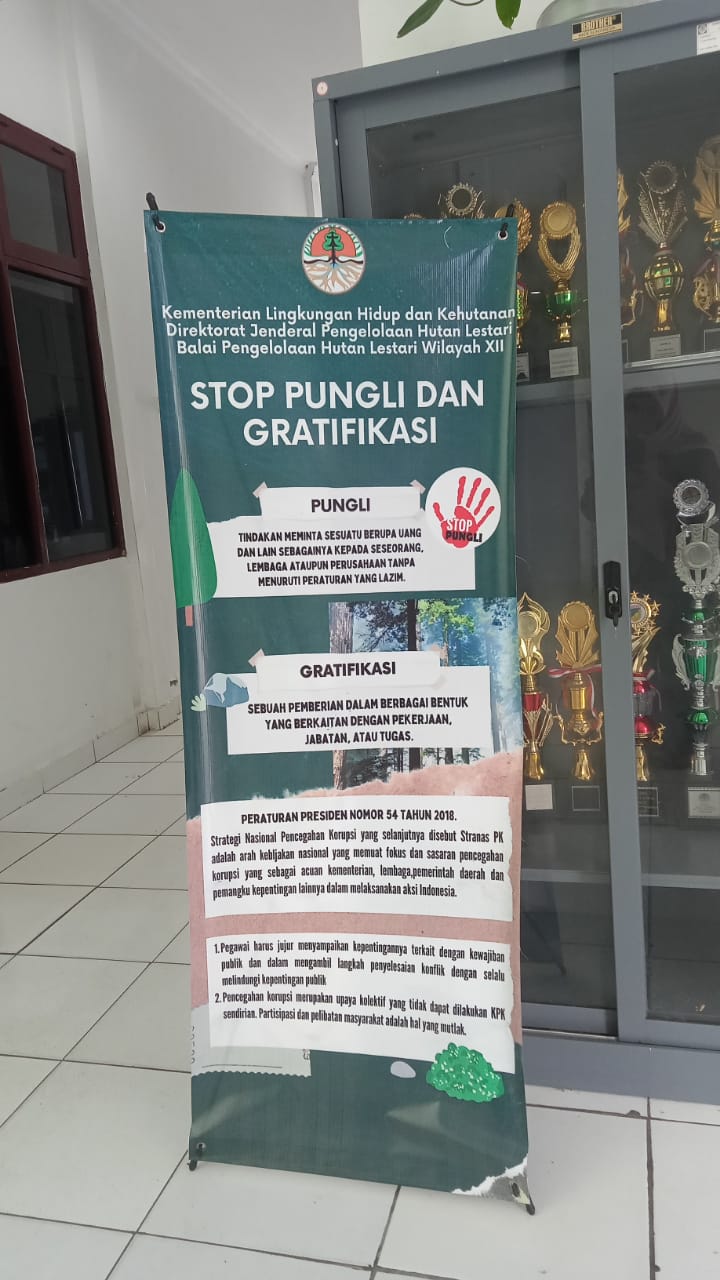 BROTHER
Kementerian Lingkungan Hidup dan Kehutanan
Direktorat Jenderal Pengelolaan Hutan Lestari
Balai Pengelolaan Hutan Lestari Wilayah XII
STOP PUNGLI DAN
GRATIFIKASI
PUNGLI
STOP
PUNGLI
TINDAKAN MEMINTA SESUATU BERUPA UANG
DAN LAIN SEBAGAINYA KEPADA SESEORANG,
LEMBAGA ATAUPUN PERUSAHAAN TANPA
MENURUTI PERATURAN YANG LAZIM.
GRATIFIKASI
SEBUAH PEMBERIAN DALAM BERBAGAI BENTUK
YANG BERKAITAN DENGAN PEKERJAAN,
JABATAN, ATAU TUGAS.
PERATURAN PRESIDEN NOMOR 54 TAHUN 2018.
Strategi Nasional Pencegahan Korupsi yang selanjutnya disebut Stranas PK
adalah arah kebijakan nasional yang memuat fokus dan sasaran pencegahan
korupsi yang sebagai acuan kementerian, lembaga,pemerintah daerah dan
pemangku kepentingan lainnya dalam melaksanakan aksi Indonesia.
1. Pegawai harus jujur menyampaikan kepentingannya terkait dengan kewajiban
publik dan dalam mengambil langkah penyelesaian konflik dengan selalu
melindungi kepentingan publik
2. Pencegahan korupsi merupakan upaya kolektif yang tidak dapat dilakukan KPK
sendirian. Partisipasi dan pelibatan masyarakat adalah hal yang mutlak.